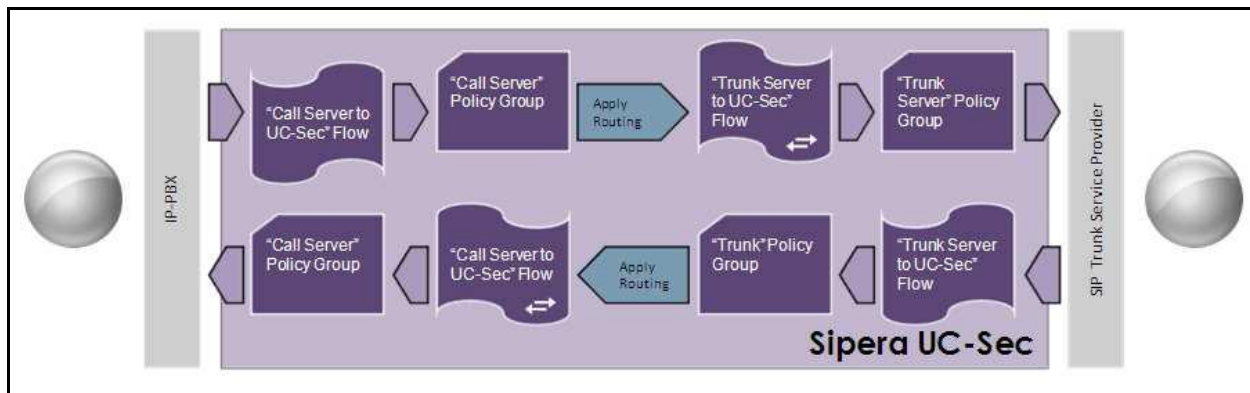 IP-PBX
“Call Server to
UC-Sec” Flow
“Call Server”
Policy Group
Apply
Routing
“Trunk Server
to UC-Sec”
Flow
“Trunk
Server” Policy
Group
SIP Trunk Service Provider
“Call Server”
Policy Group
“Call Server to
UC-Sec” Flow
Apply
Routing
“Trunk” Policy
Group
“Trunk Server
to UC-Sec”
Flow
Sipera UC-Sec